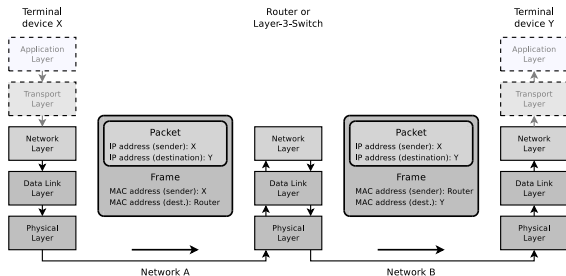 Terminal
device X
Router or
Layer-3-Switch
Terminal
device Y
Application
Layer
Transport
Layer
Network
Layer
Data Link
Layer
Physical
Layer
Packet
IP address (sender): X
IP address (destination): Y
Frame
MAC address (sender): X
MAC address (dest.): Router
Network
Layer
Data Link
Layer
Physical
Layer
Packet
IP address (sender): X
IP address (destination): Y
Frame
MAC address (sender): Router
MAC address (dest.): Y
Application
Layer
Transport
Layer
Network
Layer
Data Link
Layer
Physical
Layer
Network A
Network B